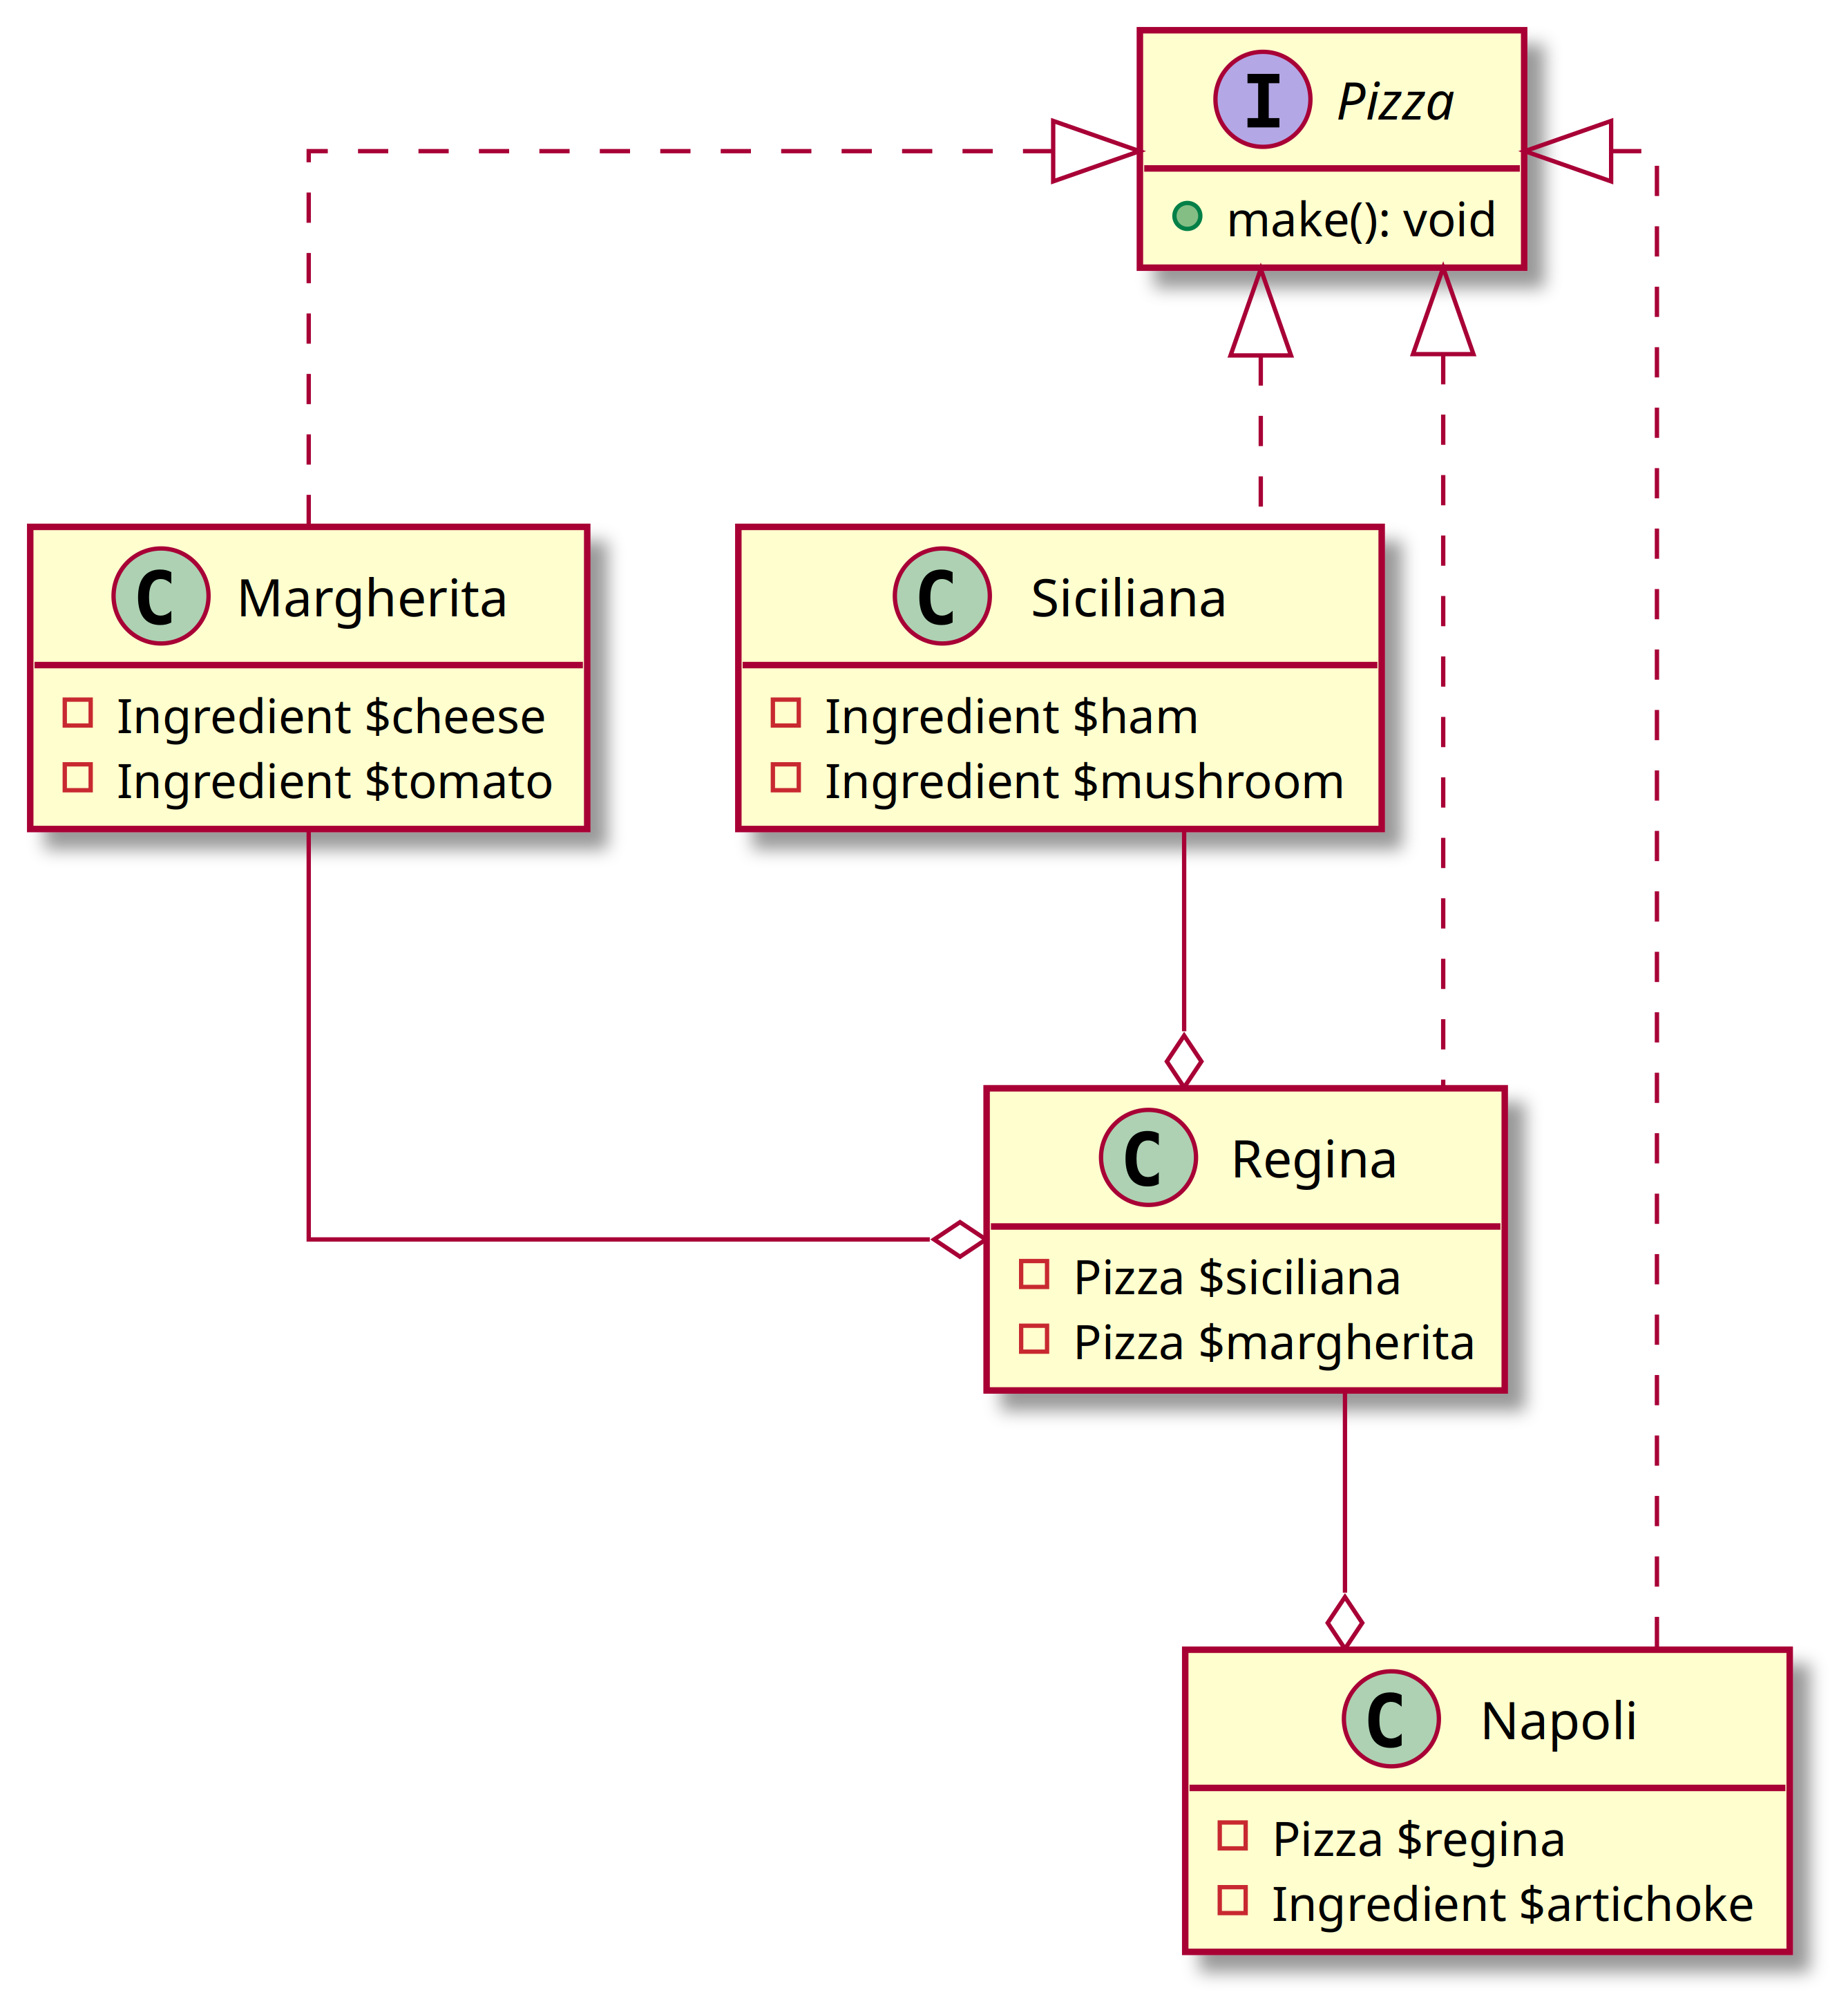 I Pizza
make(): void
C Margherita
Ingredient $cheese
Ingredient $tomato
C Siciliana
Ingredient $ham
Ingredient $mushroom
C Regina
Pizza $siciliana
Pizza $margherita
C Napoli
Pizza $regina
Ingredient $artichoke